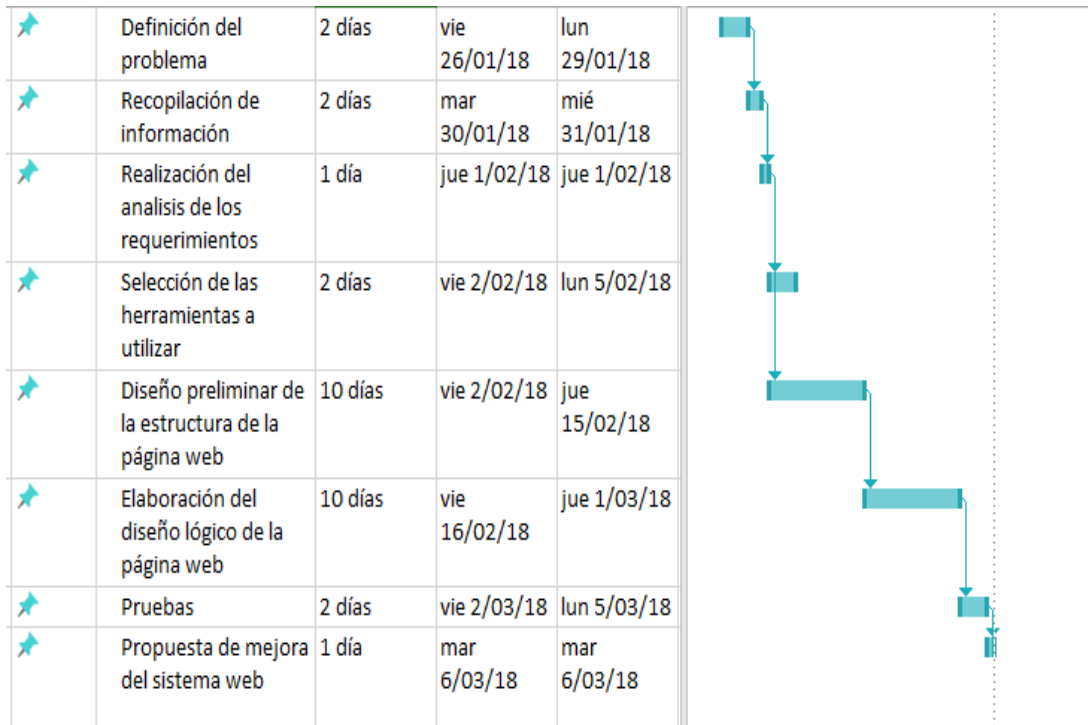 Definición del
problema
2 días
vie
26/01/18
lun
29/01/18
Recopilación de
información
2 días
mar
30/01/18
mié
31/01/18
Realización del
analisis de los
requerimientos
1 día
jue 1/02/18
jue 1/02/18
Selección de las
herramientas a
utilizar
2 días
vie 2/02/18
lun 5/02/18
Diseño preliminar de
la estructura de la
página web
10 días
vie 2/02/18
jue
15/02/18
Elaboración del
diseño lógico de la
página web
10 días
vie
16/02/18
jue 1/03/18
Pruebas
2 días
vie 2/03/18
lun 5/03/18
Propuesta de mejora
del sistema web
1 día
mar
6/03/18
mar
6/03/18